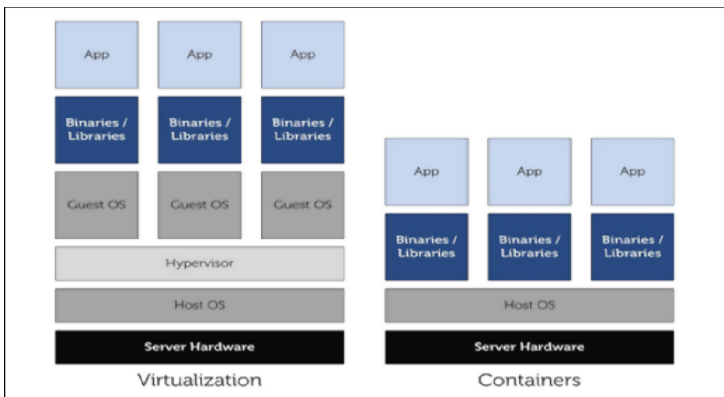 App
App
App
Binaries /
Libraries
Binaries /
Libraries
Binaries /
Libraries
Guest OS
Guest OS
Guest OS
Hypervisor
Host OS
Server Hardware
Virtualization
App
App
App
Binaries /
Libraries
Binaries /
Libraries
Binaries /
Libraries
Host OS
Server Hardware
Containers